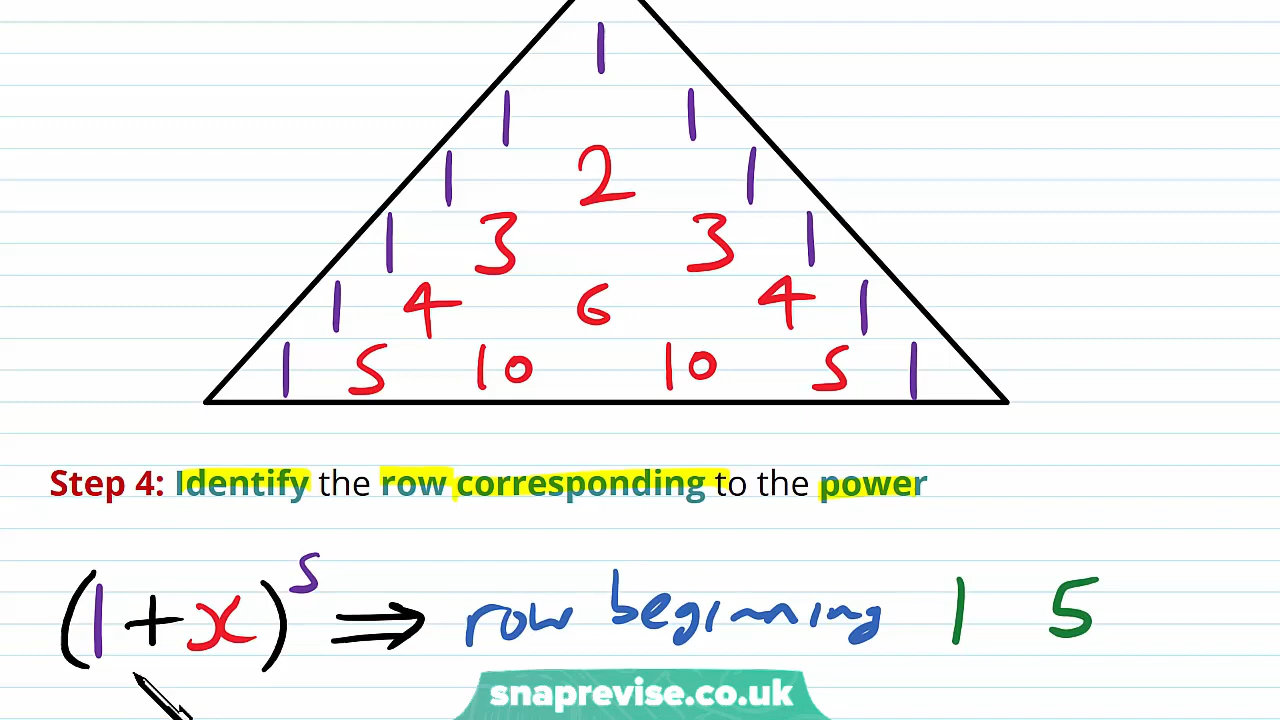 1
1 1
1 2 1
1 3 3 1
1 4 6 4 1
1 5 10 10 5 1
Step 4: Identify the row corresponding to the power
(1+x)⁵ ⇒ row beginning 1 5
snaprevise.co.uk